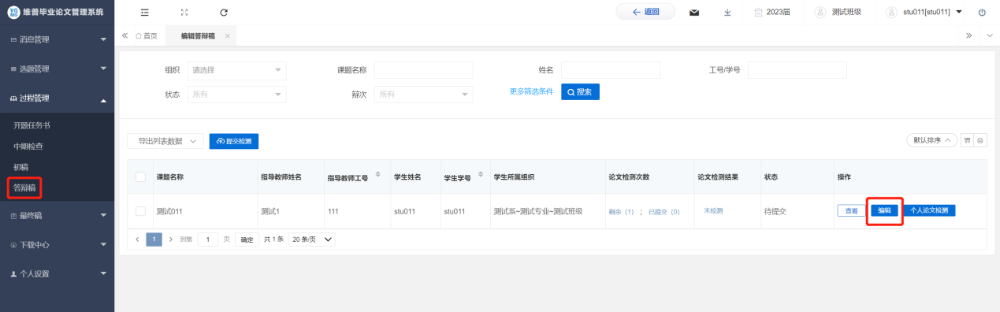 维普毕业论文管理系统
返回
2023届
测试班级
stu011[stu011]
消息管理
首页
编辑答辩稿
选题管理
过程管理
开题任务书
中期检查
初稿
答辩稿
最终稿
下载中心
个人设置
组织 请选择 课题名称 姓名 工号/学号
状态 所有 辩次 所有 更多筛选条件 搜索
导出列表数据 提交检测 默认排序
课题名称 指导教师姓名 指导教师工号 学生姓名 学生学号 学生所属组织 论文检测次数 论文检测结果 状态 操作
测试011 测试1 111 stu011 stu011 测试系~测试专业~测试班级 剩余（1）； 已提交（0） 未检测 待提交 查看 编辑 个人论文检测
1 到第 1 页 确定 共 1 条 20 条/页